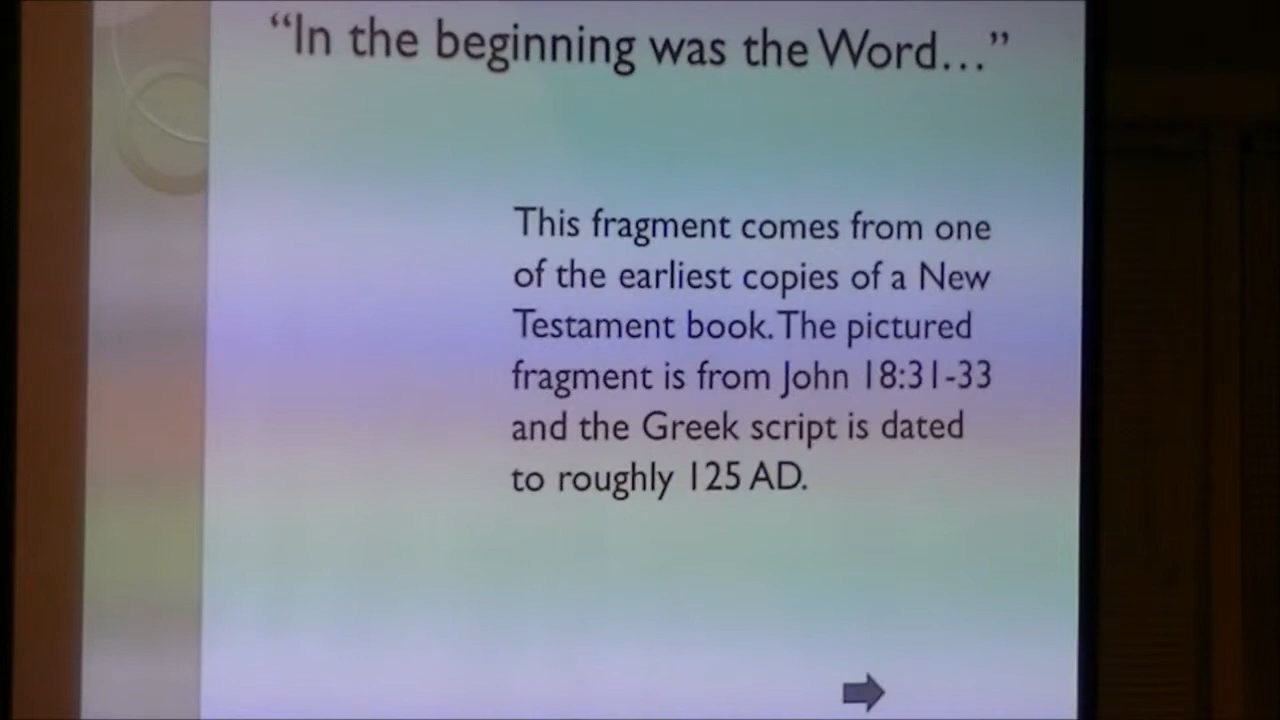 “In the beginning was the Word…”
This fragment comes from one
of the earliest copies of a New
Testament book. The pictured
fragment is from John 18:31-33
and the Greek script is dated
to roughly 125 AD.